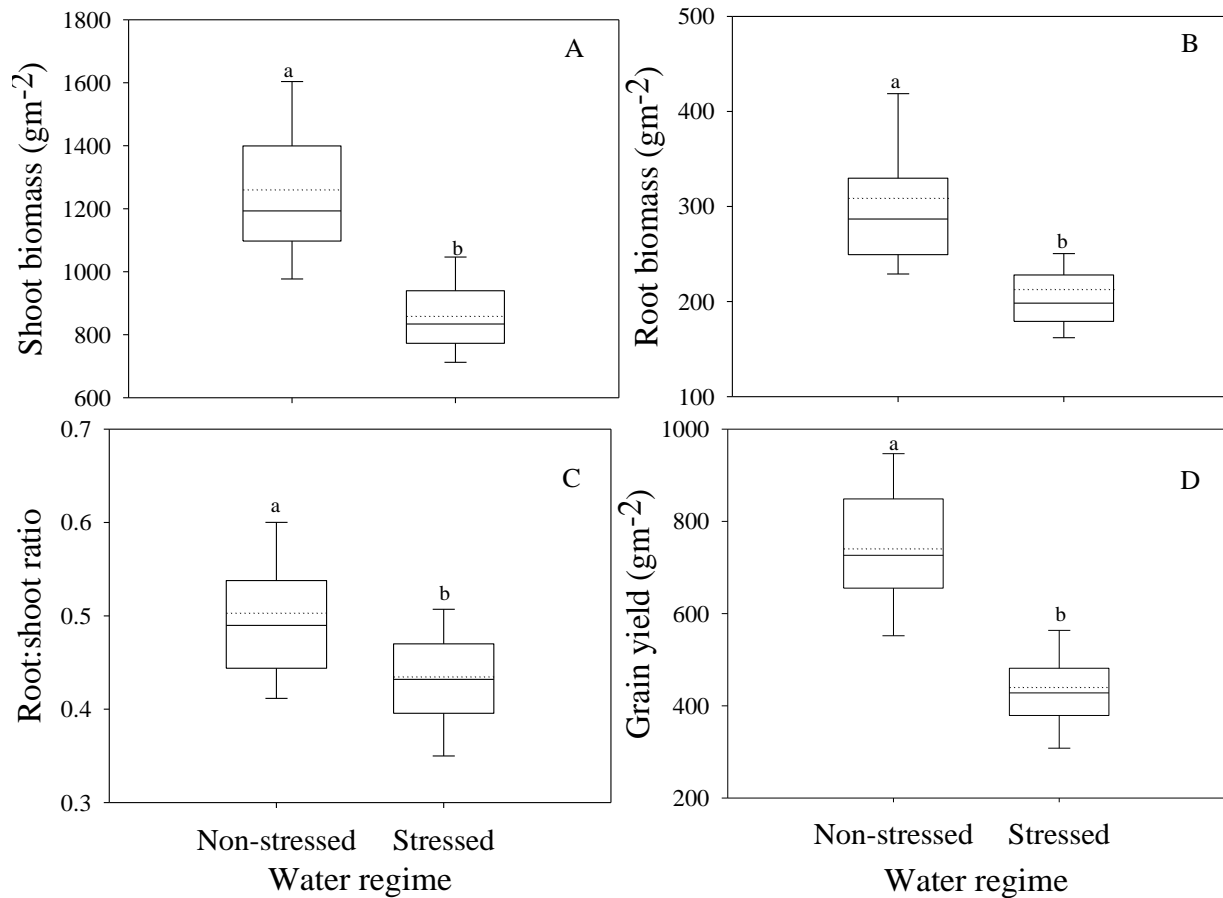 A
Shoot biomass (gm-2)
1800
1600
1400
1200
1000
800
600
a
b
B
Root biomass (gm-2)
500
400
300
200
100
a
b
C
Root:shoot ratio
0.7
0.6
0.5
0.4
0.3
a
b
Non-stressed Stressed
Water regime
D
Grain yield (gm-2)
1000
800
600
400
200
a
b
Non-stressed Stressed
Water regime